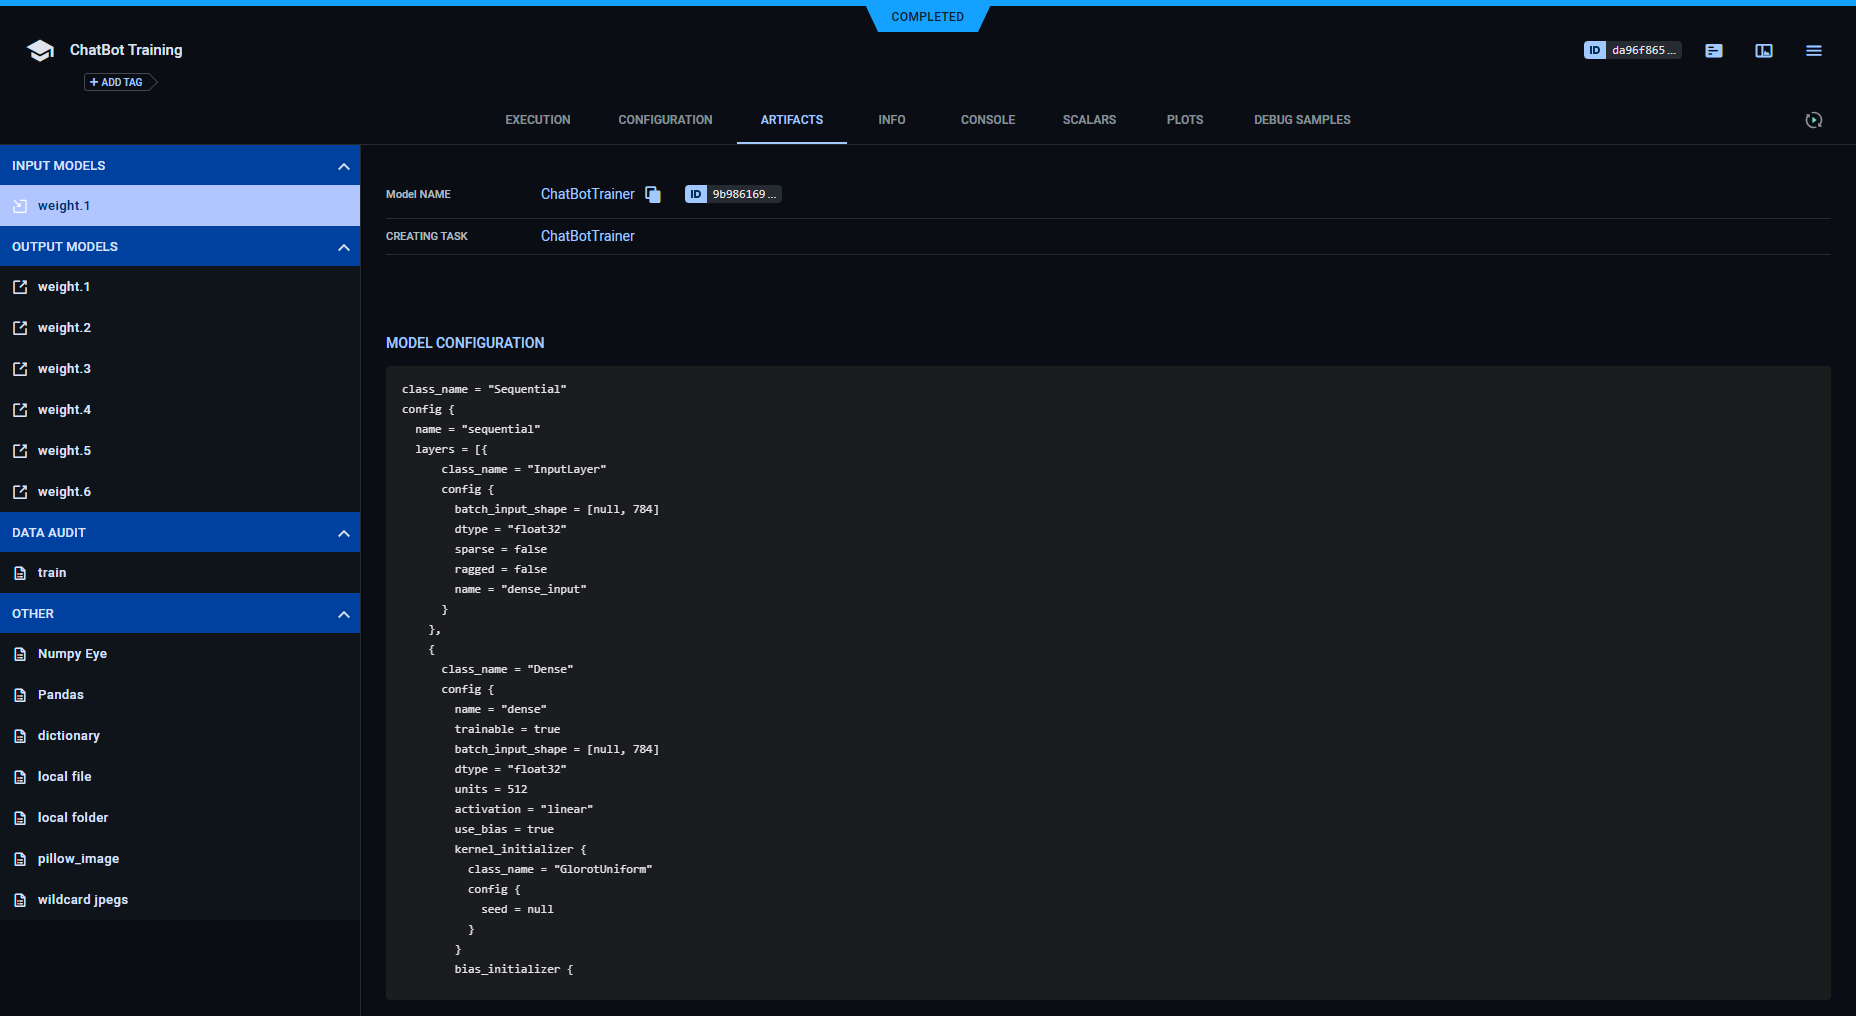 COMPLETED
ChatBot Training
ID da96f865 ...
+ ADD TAG
EXECUTION CONFIGURATION ARTIFACTS INFO CONSOLE SCALARS PLOTS DEBUG SAMPLES
INPUT MODELS
weight.1
OUTPUT MODELS
weight.1
weight.2
weight.3
weight.4
weight.5
weight.6
DATA AUDIT
train
OTHER
Numpy Eye
Pandas
dictionary
local file
local folder
pillow_image
wildcard jpegs
Model NAME ChatBotTrainer ID 9b986169 ...
CREATING TASK ChatBotTrainer
MODEL CONFIGURATION
class_name = "Sequential"
config {
name = "sequential"
layers = [{
class_name = "InputLayer"
config {
batch_input_shape = [null, 784]
dtype = "float32"
sparse = false
ragged = false
name = "dense_input"
}
},
{
class_name = "Dense"
config {
name = "dense"
trainable = true
batch_input_shape = [null, 784]
dtype = "float32"
units = 512
activation = "linear"
use_bias = true
kernel_initializer {
class_name = "GlorotUniform"
config {
seed = null
}
}
bias_initializer {